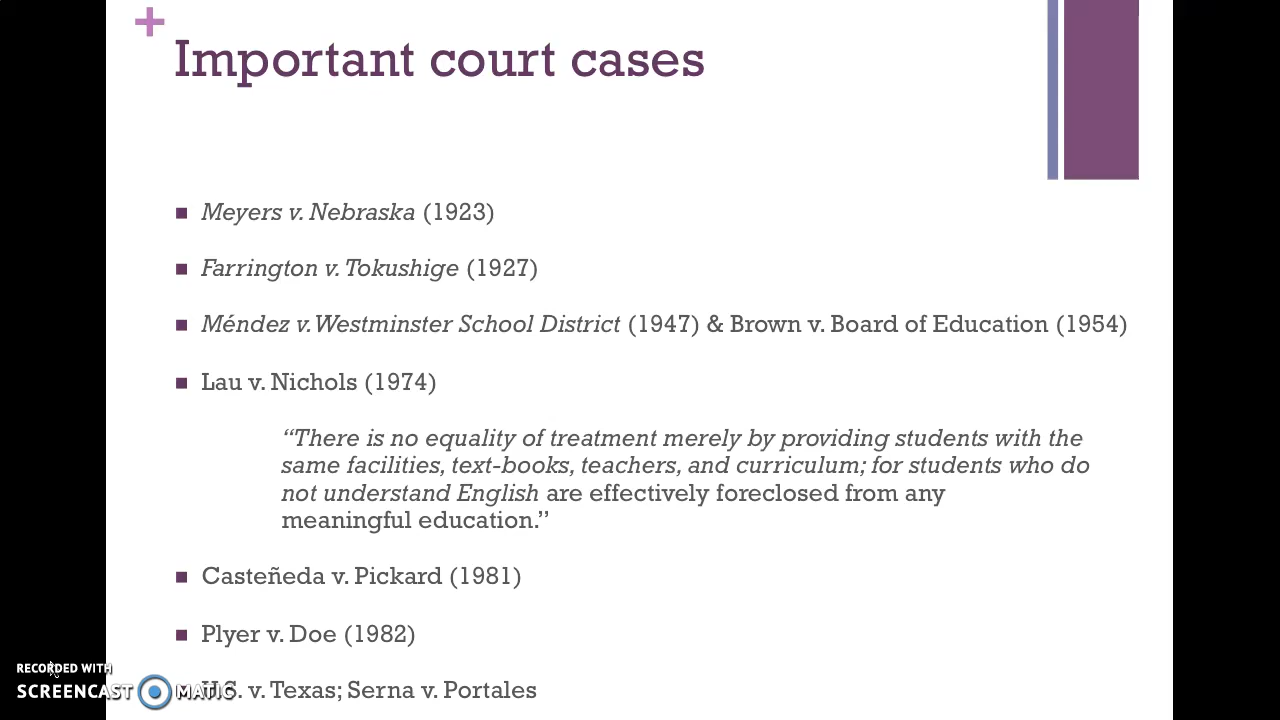 +
Important court cases
Meyers v. Nebraska (1923)
Farrington v. Tokushige (1927)
Méndez v. Westminster School District (1947) & Brown v. Board of Education (1954)
Lau v. Nichols (1974)
“There is no equality of treatment merely by providing students with the
same facilities, text-books, teachers, and curriculum; for students who do
not understand English are effectively foreclosed from any
meaningful education.”
Casteñeda v. Pickard (1981)
Plyer v. Doe (1982)
U.S. v. Texas; Serna v. Portales
RECORDED WITH
SCREENCAST MATIC